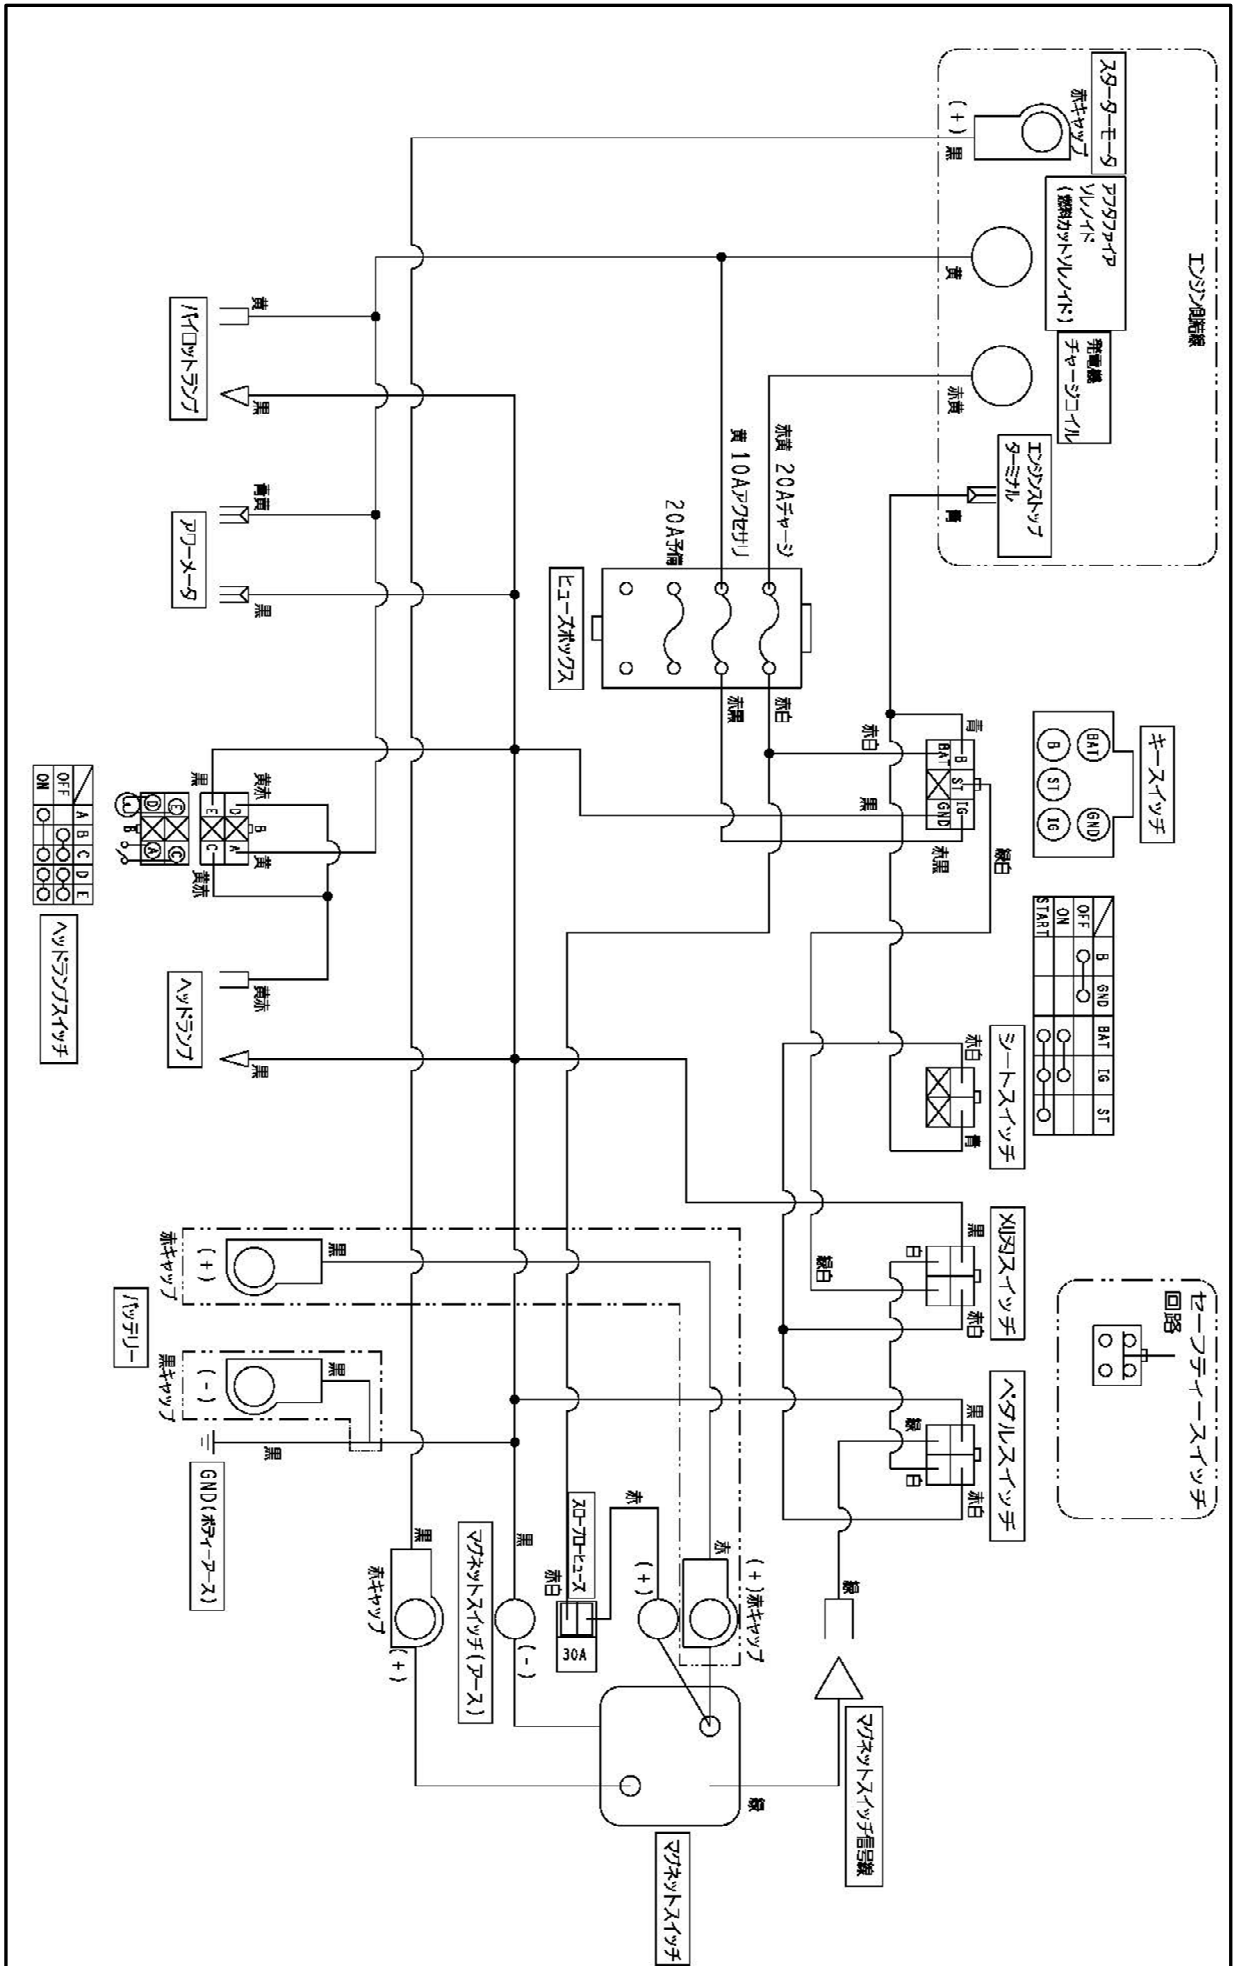 エンジン側結線
スターターモータ
赤キャップ
(+)
黒
アフタファイア
ソレノイド
(燃料カットソレノイド)
黄
発電機
チャージコイル
赤黄
エンジンストップ
ターミナル
青
キースイッチ
BAT
GND
B
ST
IG
B
GND
BAT
IG
ST
OFF
ON
START
青
B
ST
IG
BAT
GND
赤白
黒
赤黒
緑白
シートスイッチ
赤白
青
刈刃スイッチ
黒
赤白
白
緑白
ペダルスイッチ
黒
赤白
緑
白
セーフティースイッチ
回路
赤黄 20Aチャージ
黄 10Aアクセサリ
20A予備
ヒューズボックス
赤白
赤黒
黄
黒
パイロットランプ
青黄
黒
アワーメータ
黄赤
黒
D
B
A
E
C
黄
黄赤
E
C
D
B
A
A
B
C
D
E
OFF
ON
ヘッドランプスイッチ
黄赤
黒
ヘッドランプ
黒
(+)
赤キャップ
バッテリー
黒
(-)
黒キャップ
黒
GND(ボディーアース)
黒
赤キャップ
(+)
黒
(-)
マグネットスイッチ(アース)
スローブローヒューズ
赤白
30A
赤
(+)
赤
(+)赤キャップ
緑
マグネットスイッチ信号線
緑
マグネットスイッチ